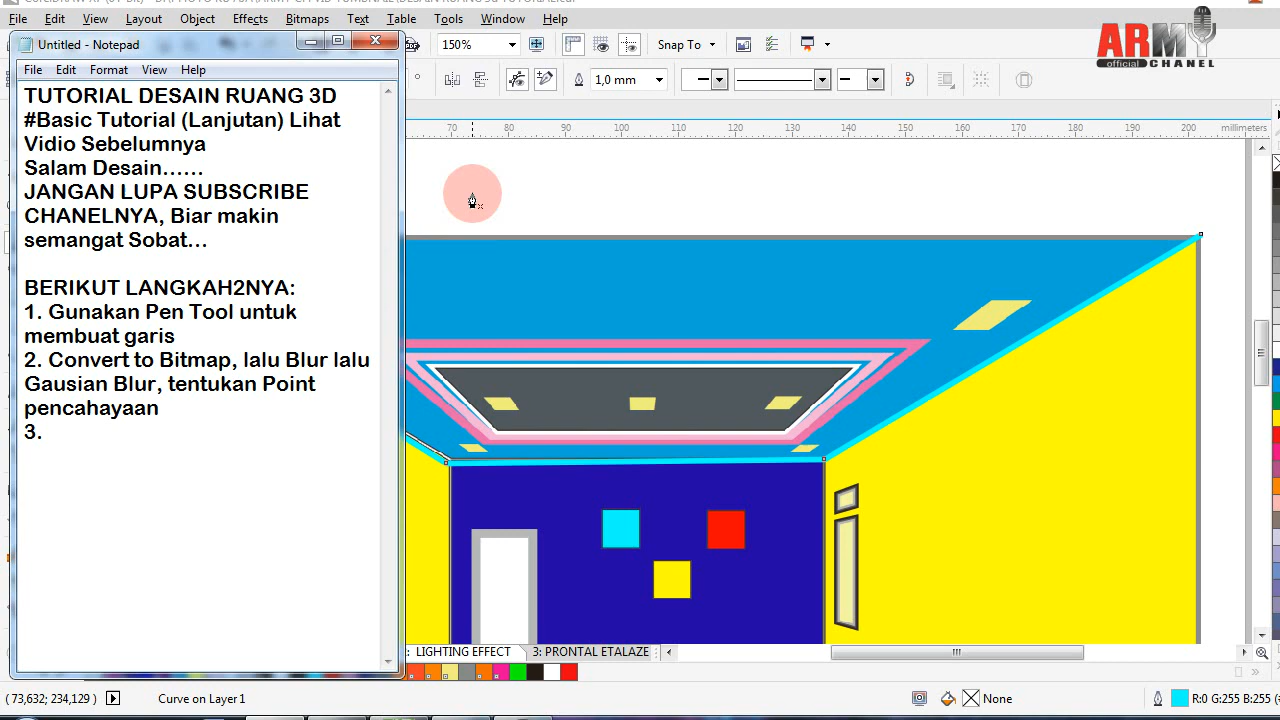 File Edit View Layout Object Effects Bitmaps Text Table Tools Window Help
Untitled - Notepad
150%
Snap To
ARMY
official CHANEL
File Edit Format View Help
1,0 mm
TUTORIAL DESAIN RUANG 3D
#Basic Tutorial (Lanjutan) Lihat
Vidio Sebelumnya
Salam Desain......
JANGAN LUPA SUBSCRIBE
CHANELNYA, Biar makin
semangat Sobat...
BERIKUT LANGKAH2NYA:
1. Gunakan Pen Tool untuk
membuat garis
2. Convert to Bitmap, lalu Blur lalu
Gausian Blur, tentukan Point
pencahayaan
3.
70 80 90 100 110 120 130 140 150 160 170 180 190 200 millimeters
LIGHTING EFFECT 3: PRONTAL ETALAZE
(73,632; 234,129) Curve on Layer 1 None R:0 G:255 B:255